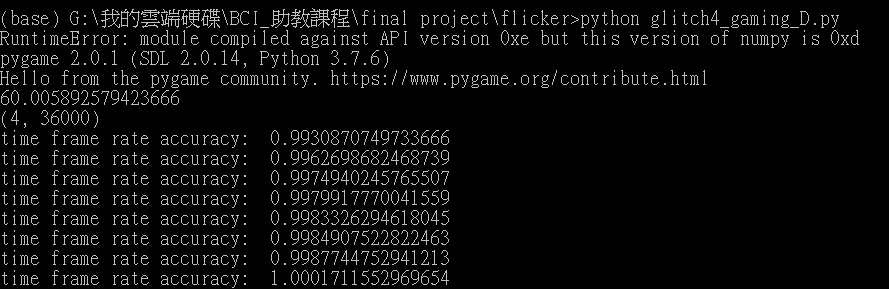 (base) G:\我的雲端硬碟\BCI_助教課程\final project\flicker>python glitch4_gaming_D.py
RuntimeError: module compiled against API version 0xe but this version of numpy is 0xd
pygame 2.0.1 (SDL 2.0.14, Python 3.7.6)
Hello from the pygame community. https://www.pygame.org/contribute.html
60.005892579423666
(4, 36000)
time frame rate accuracy:  0.9930870749733666
time frame rate accuracy:  0.9962698682468739
time frame rate accuracy:  0.9974940245765507
time frame rate accuracy:  0.9979917770041559
time frame rate accuracy:  0.9983326294618045
time frame rate accuracy:  0.9984907522822463
time frame rate accuracy:  0.9987744752941213
time frame rate accuracy:  1.0001711552969654